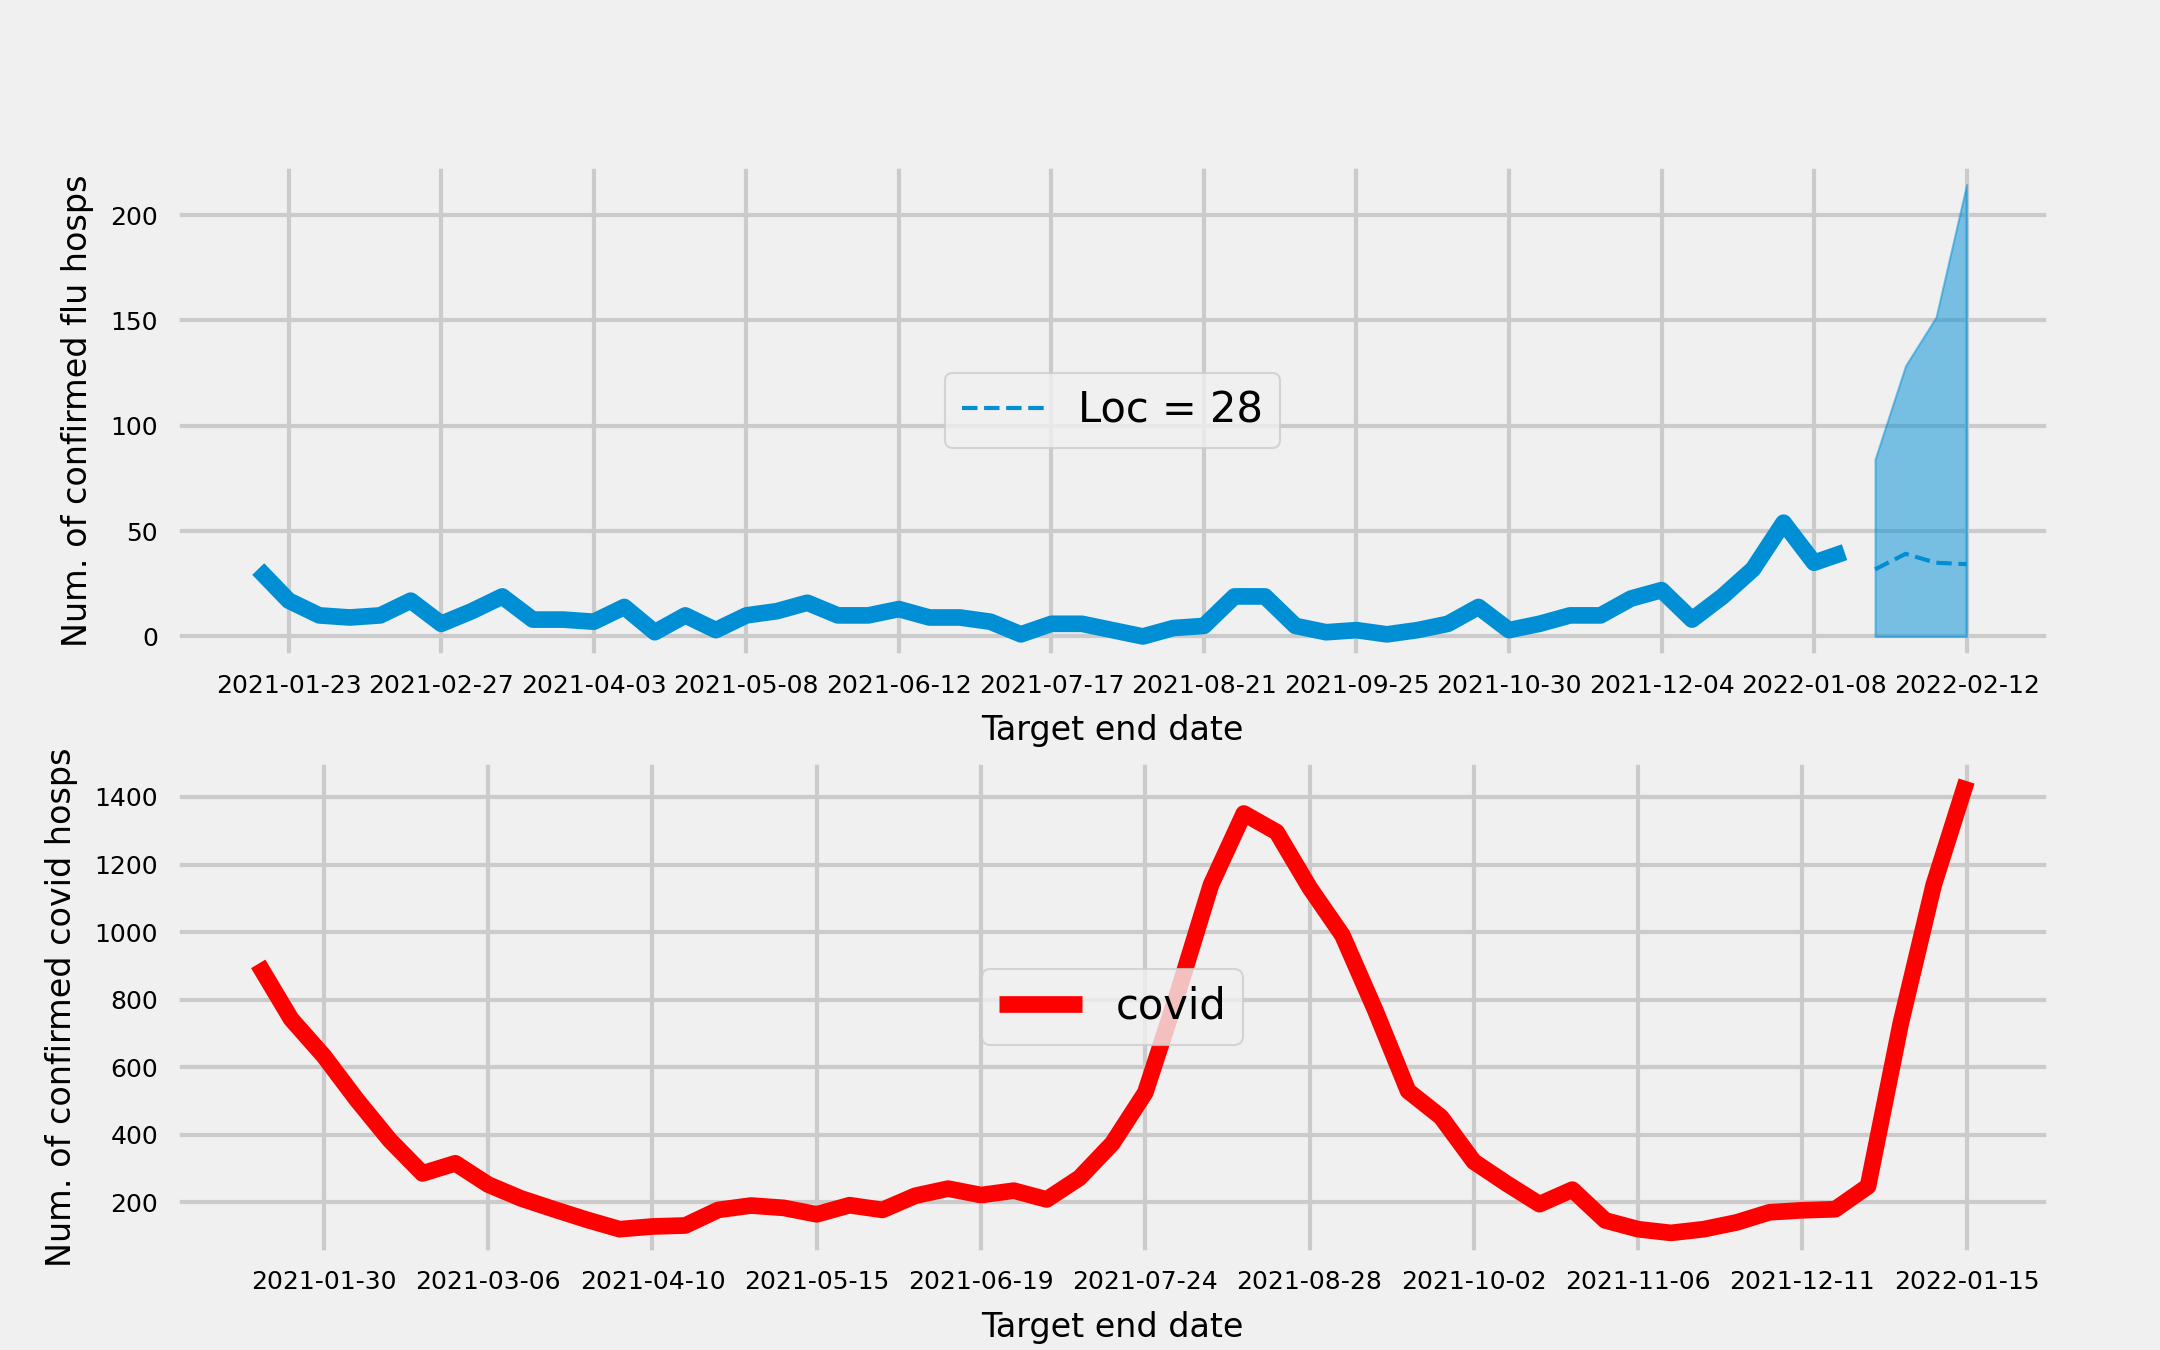 Num. of confirmed flu hosps
200
150
100
50
0
Loc = 28
2021-01-23 2021-02-27 2021-04-03 2021-05-08 2021-06-12 2021-07-17 2021-08-21 2021-09-25 2021-10-30 2021-12-04 2022-01-08 2022-02-12
Target end date
Num. of confirmed covid hosps
1400
1200
1000
800
600
400
200
covid
2021-01-30 2021-03-06 2021-04-10 2021-05-15 2021-06-19 2021-07-24 2021-08-28 2021-10-02 2021-11-06 2021-12-11 2022-01-15
Target end date